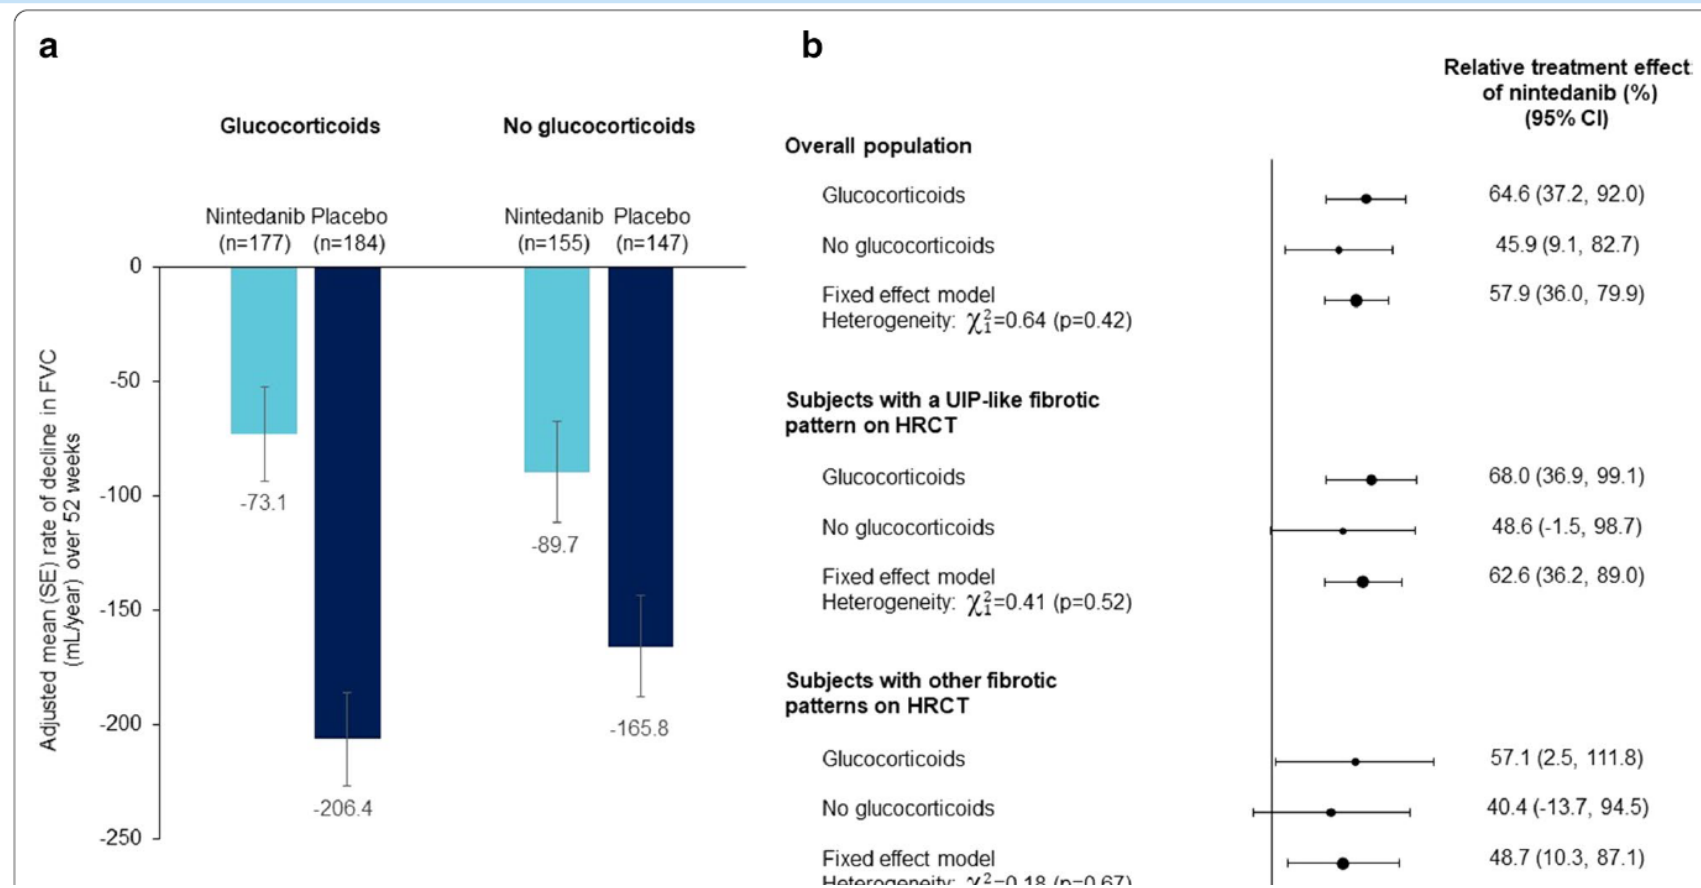 a
Glucocorticoids
No glucocorticoids
Nintedanib Placebo
(n=177) (n=184)
Nintedanib Placebo
(n=155) (n=147)
Adjusted mean (SE) rate of decline in FVC
(mL/year) over 52 weeks
0
-50
-100
-150
-200
-250
-73.1
-206.4
-89.7
-165.8
b
Relative treatment effect
of nintedanib (%)
(95% CI)
Overall population
Glucocorticoids 64.6 (37.2, 92.0)
No glucocorticoids 45.9 (9.1, 82.7)
Fixed effect model 57.9 (36.0, 79.9)
Heterogeneity: χ²₁=0.64 (p=0.42)
Subjects with a UIP-like fibrotic
pattern on HRCT
Glucocorticoids 68.0 (36.9, 99.1)
No glucocorticoids 48.6 (-1.5, 98.7)
Fixed effect model 62.6 (36.2, 89.0)
Heterogeneity: χ²₁=0.41 (p=0.52)
Subjects with other fibrotic
patterns on HRCT
Glucocorticoids 57.1 (2.5, 111.8)
No glucocorticoids 40.4 (-13.7, 94.5)
Fixed effect model 48.7 (10.3, 87.1)
Heterogeneity: χ²=0.18 (p=0.67)